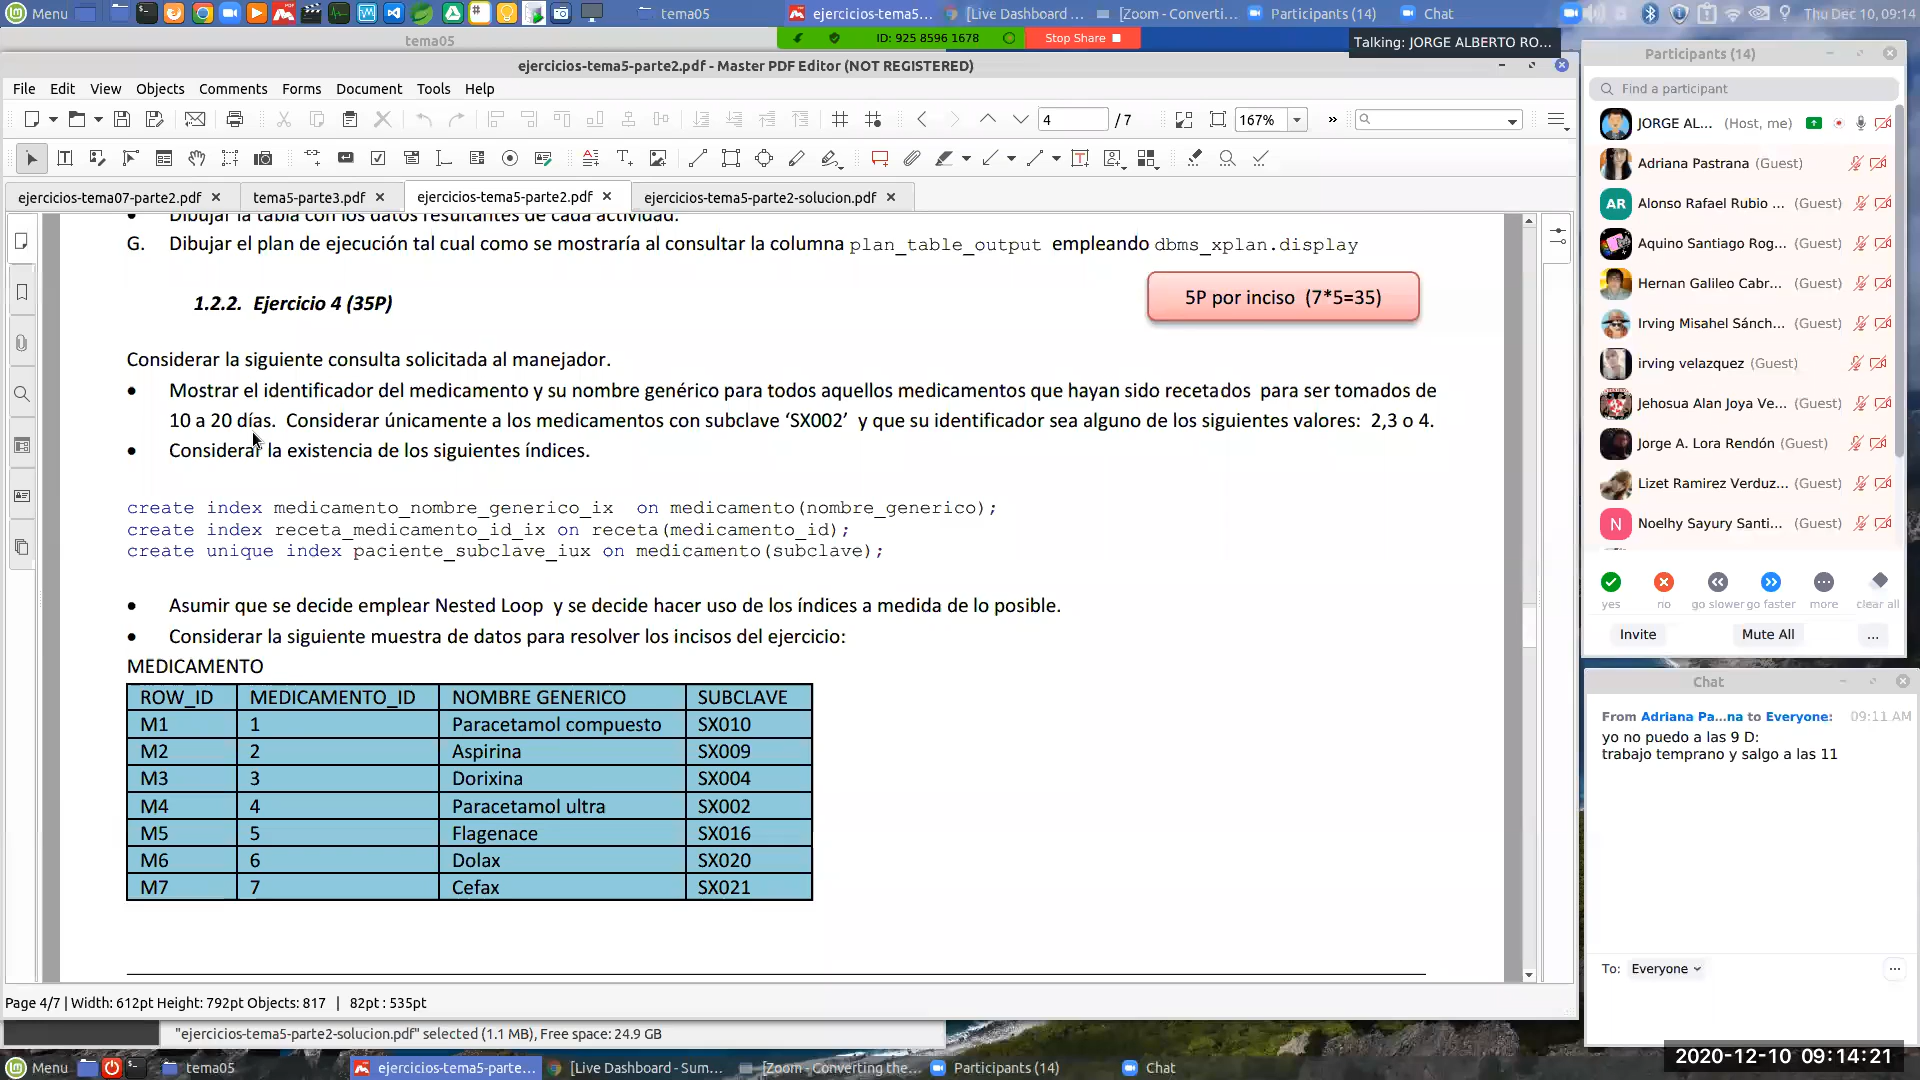 Menu
tema05
ejercicios-tema5...
[Live Dashboard ...
[Zoom - Converti...
Participants (14)
Chat
Thu Dec 10, 09:14
tema05
ID: 925 8596 1678
Stop Share
Talking: JORGE ALBERTO RO...
ejercicios-tema5-parte2.pdf - Master PDF Editor (NOT REGISTERED)
File Edit View Objects Comments Forms Document Tools Help
4 / 7
167%
ejercicios-tema07-parte2.pdf
tema5-parte3.pdf
ejercicios-tema5-parte2.pdf
ejercicios-tema5-parte2-solucion.pdf
• Dibujar la tabla con los datos resultantes de cada actividad.
G. Dibujar el plan de ejecución tal cual como se mostraría al consultar la columna plan_table_output empleando dbms_xplan.display
1.2.2. Ejercicio 4 (35P)
5P por inciso (7*5=35)
Considerar la siguiente consulta solicitada al manejador.
• Mostrar el identificador del medicamento y su nombre genérico para todos aquellos medicamentos que hayan sido recetados para ser tomados de
10 a 20 días. Considerar únicamente a los medicamentos con subclave ‘SX002’ y que su identificador sea alguno de los siguientes valores: 2,3 o 4.
• Considerar la existencia de los siguientes índices.
create index medicamento_nombre_generico_ix on medicamento(nombre_generico);
create index receta_medicamento_id_ix on receta(medicamento_id);
create unique index paciente_subclave_iux on medicamento(subclave);
• Asumir que se decide emplear Nested Loop y se decide hacer uso de los índices a medida de lo posible.
• Considerar la siguiente muestra de datos para resolver los incisos del ejercicio:
MEDICAMENTO
ROW_ID MEDICAMENTO_ID NOMBRE GENERICO SUBCLAVE
M1 1 Paracetamol compuesto SX010
M2 2 Aspirina SX009
M3 3 Dorixina SX004
M4 4 Paracetamol ultra SX002
M5 5 Flagenace SX016
M6 6 Dolax SX020
M7 7 Cefax SX021
Page 4/7 | Width: 612pt Height: 792pt Objects: 817 | 82pt : 535pt
"ejercicios-tema5-parte2-solucion.pdf" selected (1.1 MB), Free space: 24.9 GB
Participants (14)
Find a participant
JORGE AL... (Host, me)
Adriana Pastrana (Guest)
AR Alonso Rafael Rubio ... (Guest)
Aquino Santiago Rog... (Guest)
Hernan Galileo Cabr... (Guest)
Irving Misahel Sánch... (Guest)
irving velazquez (Guest)
Jehosua Alan Joya Ve... (Guest)
Jorge A. Lora Rendón (Guest)
Lizet Ramirez Verduz... (Guest)
N Noelhy Sayury Santi... (Guest)
yes no go slower go faster more clear all
Invite Mute All ...
Chat
From Adriana Pa...na to Everyone: 09:11 AM
yo no puedo a las 9 D:
trabajo temprano y salgo a las 11
To: Everyone
2020-12-10 09:14:21
Menu
tema05
ejercicios-tema5-parte...
[Live Dashboard - Sum...
[Zoom - Converting the...
Participants (14)
Chat